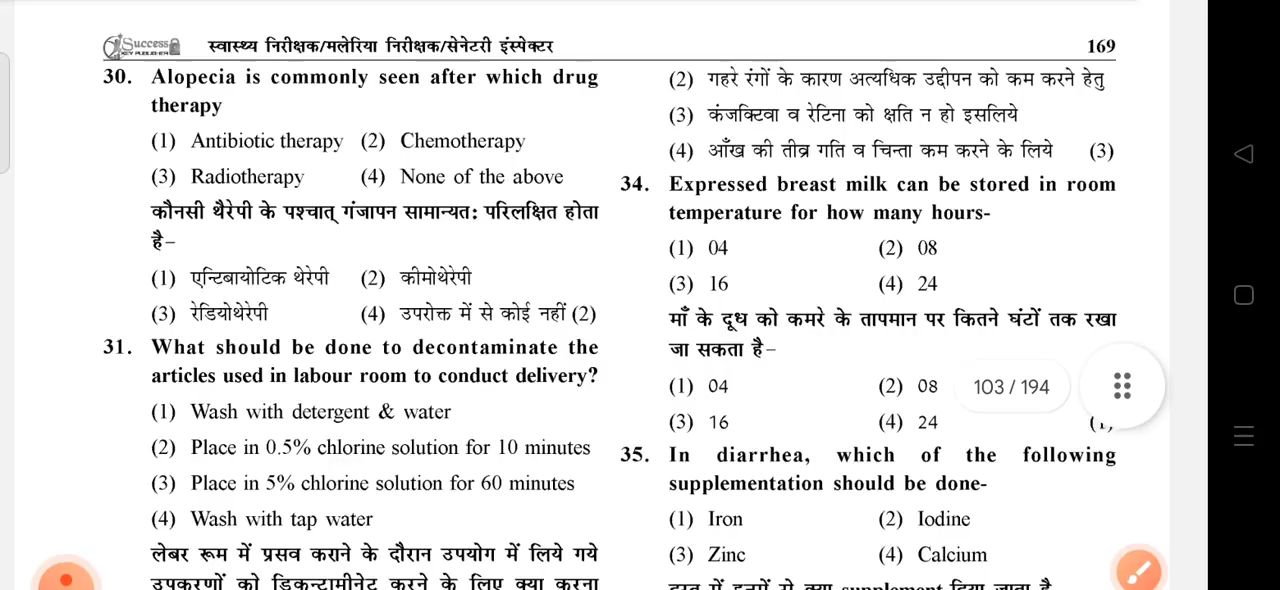 Success
KEY PUBLISHER
स्वास्थ्य निरीक्षक/मलेरिया निरीक्षक/सेनेटरी इंस्पेक्टर
169
30. Alopecia is commonly seen after which drug
therapy
(1) Antibiotic therapy (2) Chemotherapy
(3) Radiotherapy (4) None of the above
कौनसी थैरेपी के पश्चात् गंजापन सामान्यत: परिलक्षित होता
है–
(1) एन्टिबायोटिक थेरेपी (2) कीमोथेरेपी
(3) रेडियोथेरेपी (4) उपरोक्त में से कोई नहीं (2)
31. What should be done to decontaminate the
articles used in labour room to conduct delivery?
(1) Wash with detergent & water
(2) Place in 0.5% chlorine solution for 10 minutes
(3) Place in 5% chlorine solution for 60 minutes
(4) Wash with tap water
लेबर रूम में प्रसव कराने के दौरान उपयोग में लिये गये
उपकरणों को डिकन्टामीनेट करने के लिए क्या करना
(2) गहरे रंगों के कारण अत्यधिक उद्दीपन को कम करने हेतु
(3) कंजक्टिवा व रेटिना को क्षति न हो इसलिये
(4) आँख की तीव्र गति व चिन्ता कम करने के लिये (3)
34. Expressed breast milk can be stored in room
temperature for how many hours-
(1) 04 (2) 08
(3) 16 (4) 24
माँ के दूध को कमरे के तापमान पर कितने घंटों तक रखा
जा सकता है–
(1) 04 (2) 08
103 / 194
(3) 16 (4) 24 (1)
35. In diarrhea, which of the following
supplementation should be done-
(1) Iron (2) Iodine
(3) Zinc (4) Calcium
दस्त में इनमें से क्या supplement दिया जाता है